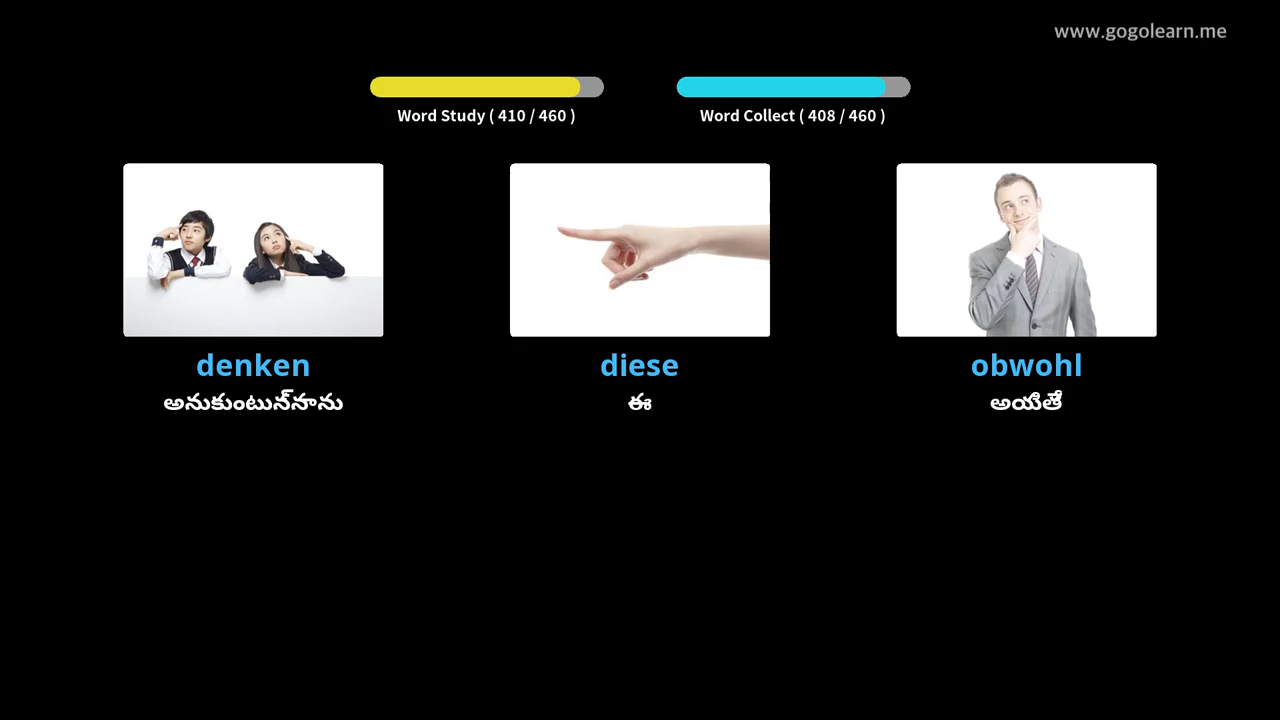 www.gogolearn.me
Word Study ( 410 / 460 )
Word Collect ( 408 / 460 )
denken
diese
obwohl
అనుకుంటున్నాను
ఈ
అయితే